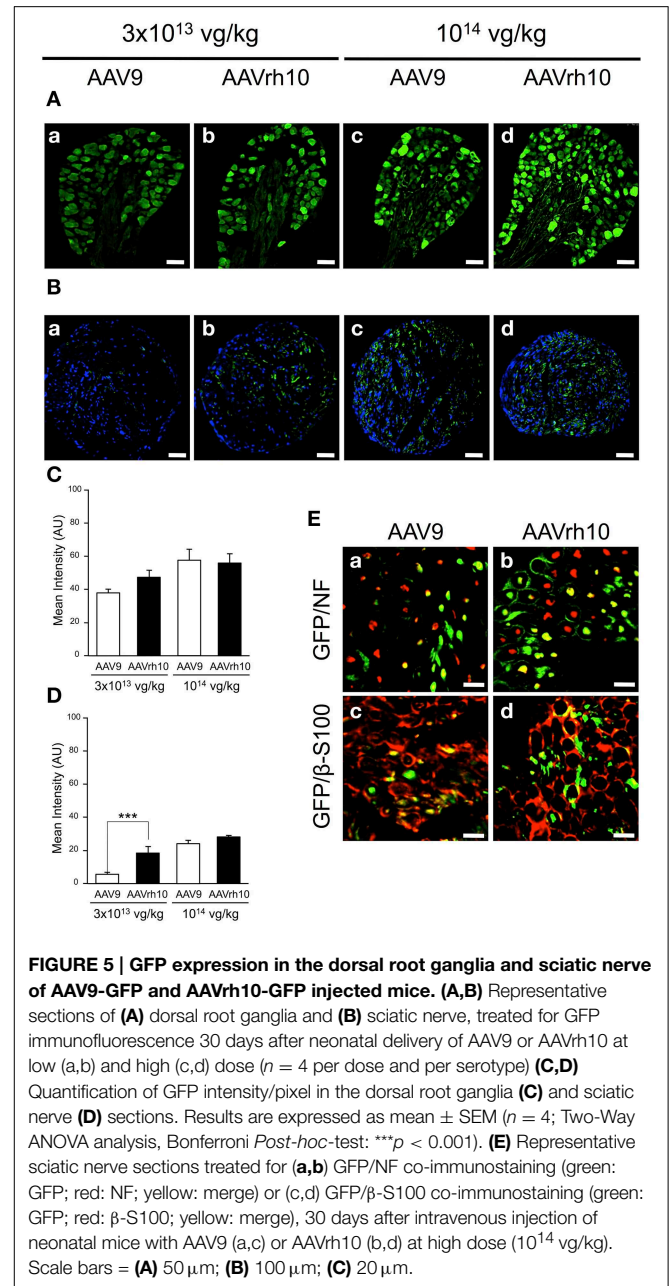 3x10¹³ vg/kg 10¹⁴ vg/kg
AAV9 AAVrh10 AAV9 AAVrh10
A
a b c d
B
a b c d
C
100
80
60
40
20
0
Mean Intensity (AU)
AAV9 AAVrh10 AAV9 AAVrh10
3x10¹³ vg/kg 10¹⁴ vg/kg
D
100
80
60
40
20
0
Mean Intensity (AU)
***
AAV9 AAVrh10 AAV9 AAVrh10
3x10¹³ vg/kg 10¹⁴ vg/kg
E
AAV9 AAVrh10
GFP/NF
a b
GFP/β-S100
c d
FIGURE 5 | GFP expression in the dorsal root ganglia and sciatic nerve
of AAV9-GFP and AAVrh10-GFP injected mice. (A,B) Representative
sections of (A) dorsal root ganglia and (B) sciatic nerve, treated for GFP
immunofluorescence 30 days after neonatal delivery of AAV9 or AAVrh10 at
low (a,b) and high (c,d) dose (n = 4 per dose and per serotype) (C,D)
Quantification of GFP intensity/pixel in the dorsal root ganglia (C) and sciatic
nerve (D) sections. Results are expressed as mean ± SEM (n = 4; Two-Way
ANOVA analysis, Bonferroni Post-hoc-test: ***p < 0.001). (E) Representative
sciatic nerve sections treated for (a,b) GFP/NF co-immunostaining (green:
GFP; red: NF; yellow: merge) or (c,d) GFP/β-S100 co-immunostaining (green:
GFP; red: β-S100; yellow: merge), 30 days after intravenous injection of
neonatal mice with AAV9 (a,c) or AAVrh10 (b,d) at high dose (10¹⁴ vg/kg).
Scale bars = (A) 50 μm; (B) 100 μm; (C) 20 μm.